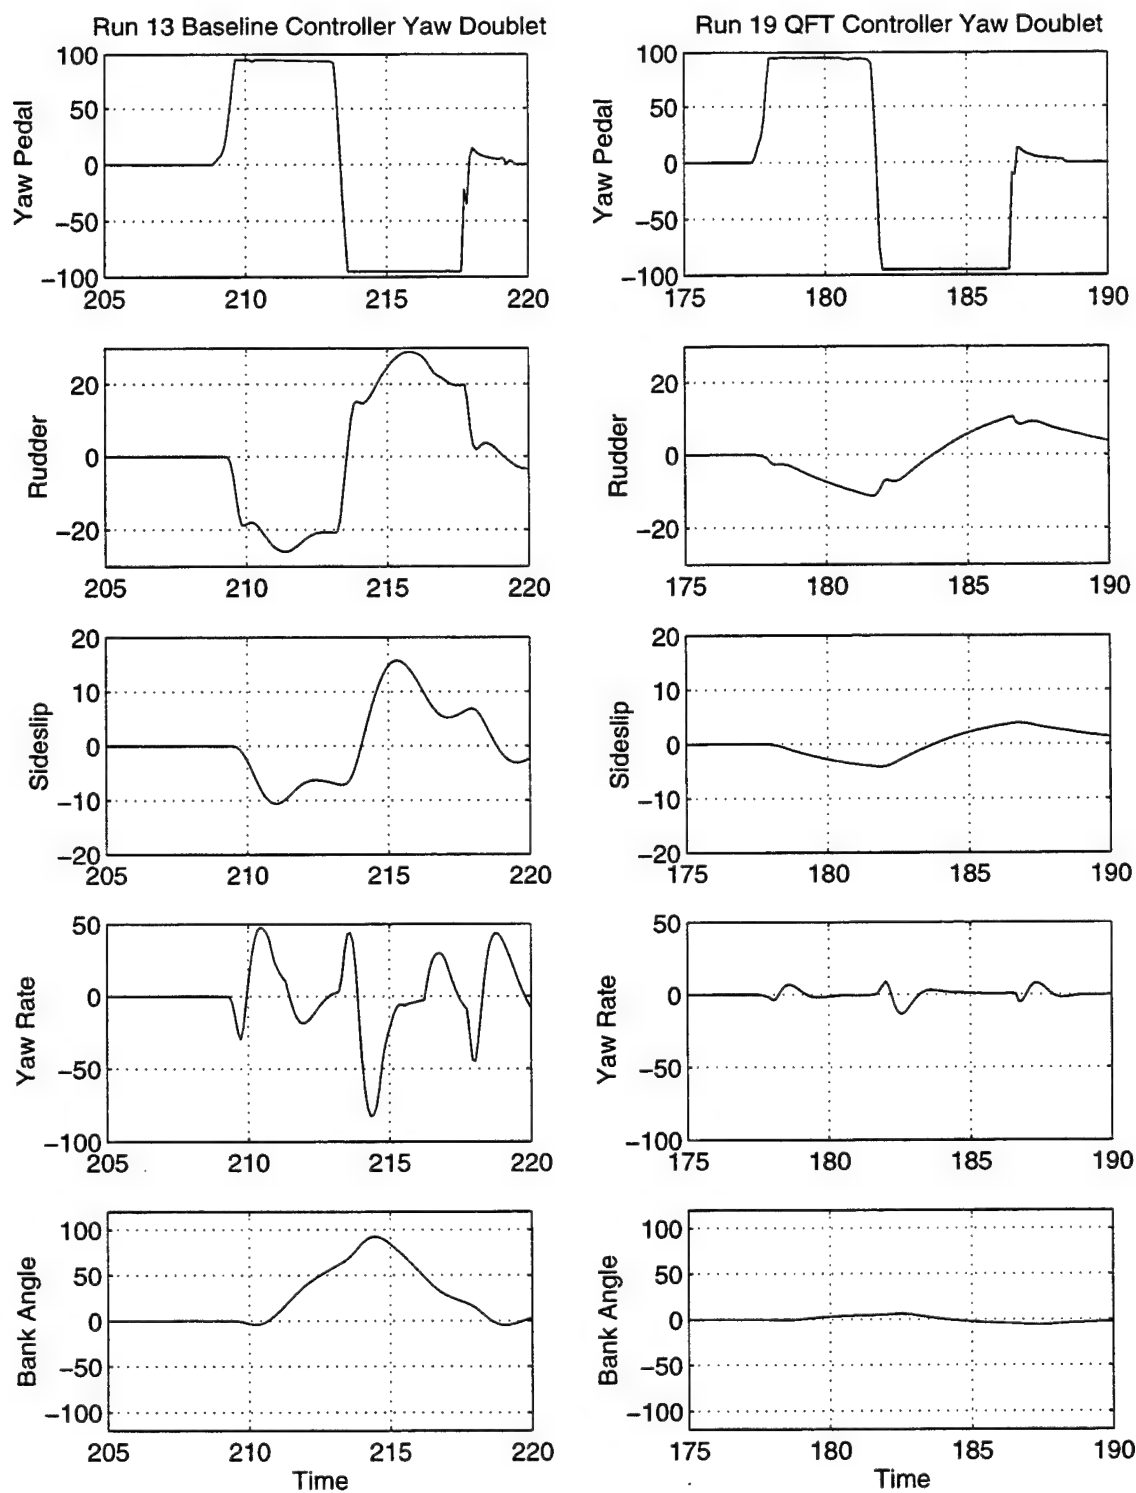 Run 13 Baseline Controller Yaw Doublet
100
50
0
−50
−100
Yaw Pedal
205 210 215 220
20
0
−20
Rudder
205 210 215 220
20
10
0
−10
−20
Sideslip
205 210 215 220
50
0
−50
−100
Yaw Rate
205 210 215 220
100
50
0
−50
−100
Bank Angle
205 210 215 220
Time
Run 19 QFT Controller Yaw Doublet
100
50
0
−50
−100
Yaw Pedal
175 180 185 190
20
0
−20
Rudder
175 180 185 190
20
10
0
−10
−20
Sideslip
175 180 185 190
50
0
−50
−100
Yaw Rate
175 180 185 190
100
50
0
−50
−100
Bank Angle
175 180 185 190
Time